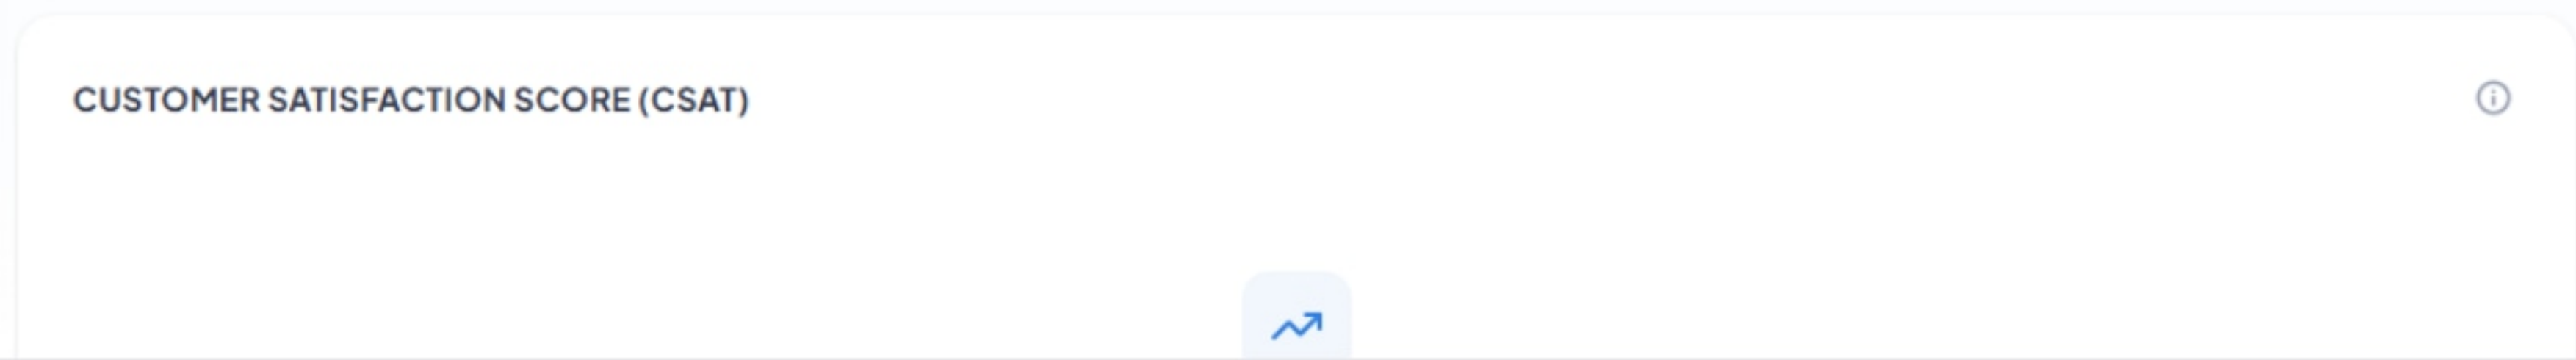 CUSTOMER SATISFACTION SCORE (CSAT)